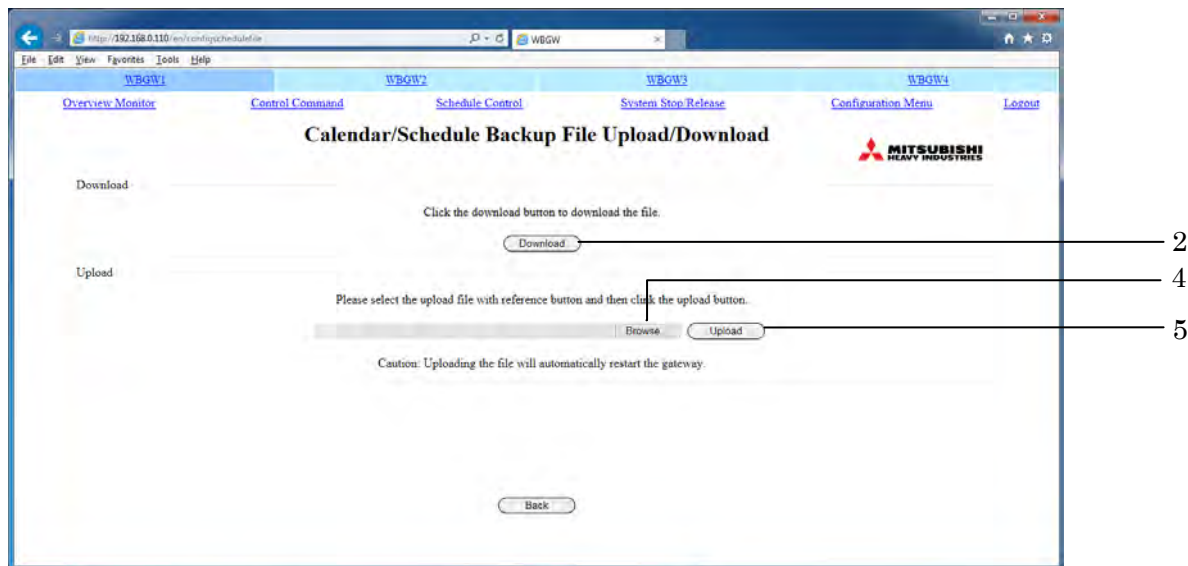 http://192.168.0.110/en/configschedulefile
WBGW
File Edit View Favorites Tools Help
WBGW1 WBGW2 WBGW3 WBGW4
Overview Monitor Control Command Schedule Control System Stop/Release Configuration Menu Logout
Calendar/Schedule Backup File Upload/Download
MITSUBISHI
HEAVY INDUSTRIES
Download
Click the download button to download the file.
Download
2
Upload
4
Please select the upload file with reference button and then click the upload button.
Browse Upload
5
Caution: Uploading the file will automatically restart the gateway.
Back